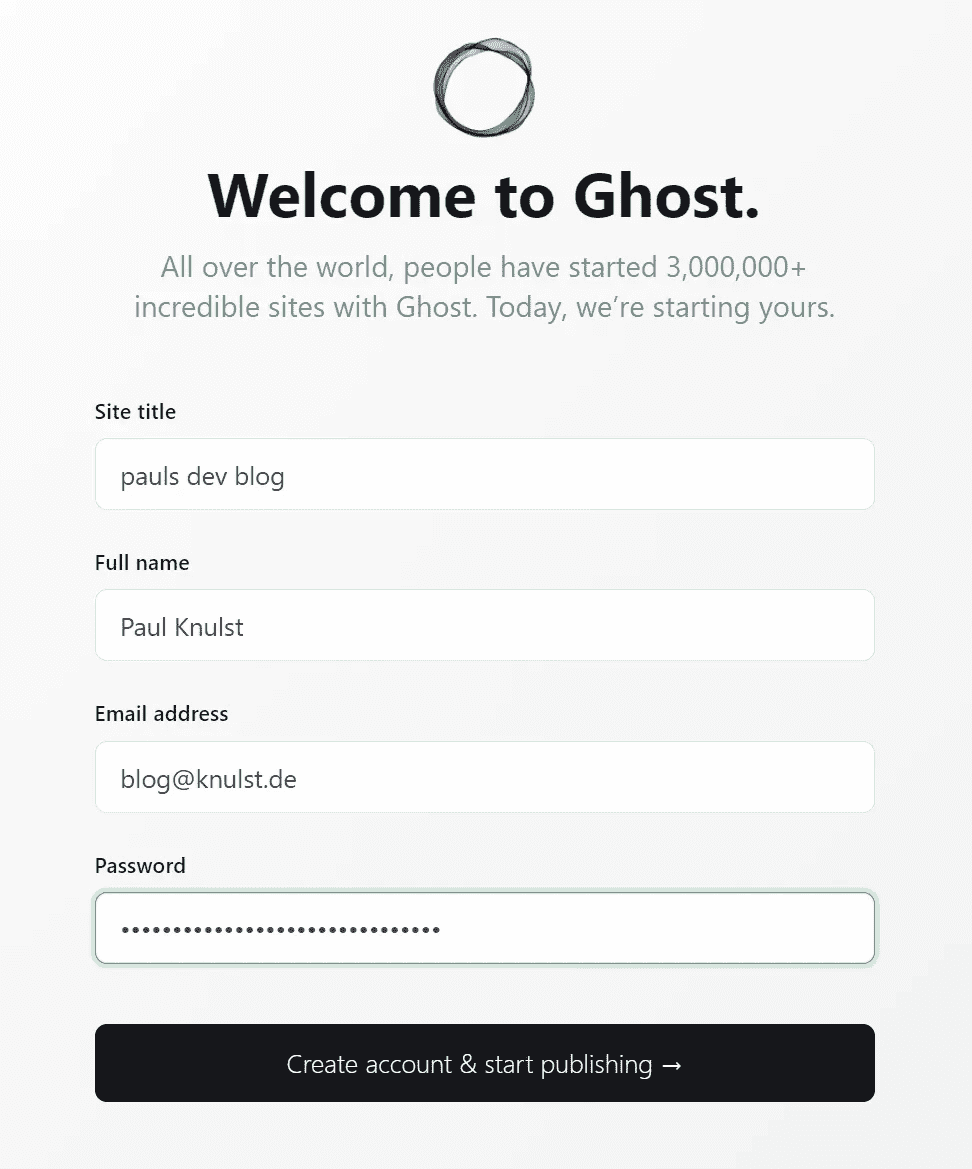 Welcome to Ghost.
All over the world, people have started 3,000,000+
incredible sites with Ghost. Today, we’re starting yours.
Site title
pauls dev blog
Full name
Paul Knulst
Email address
blog@knulst.de
Password
•••••••••••••••••••••••••••••••
Create account & start publishing →